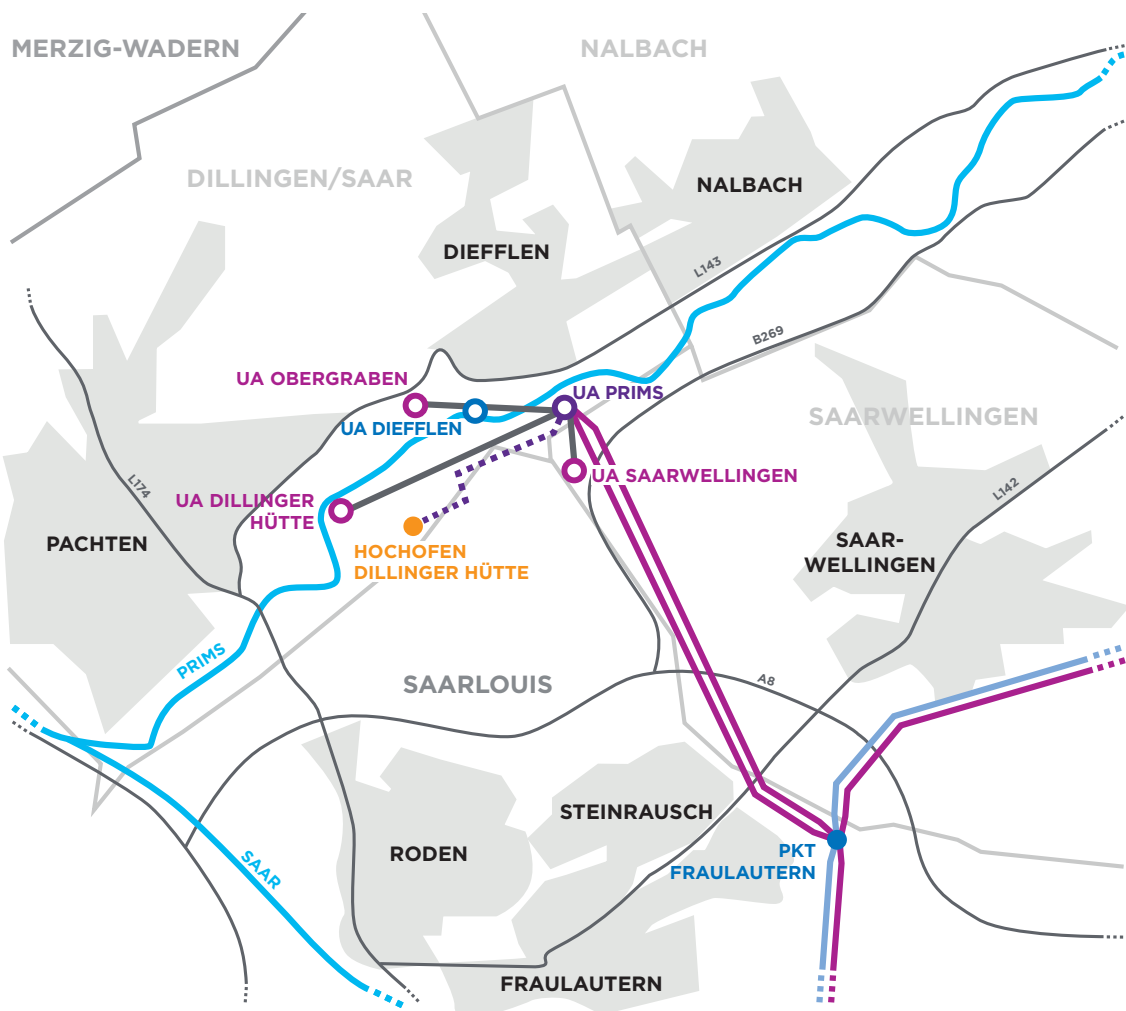 MERZIG-WADERN
NALBACH
DILLINGEN/SAAR
NALBACH
DIEFFLEN
L143
B269
UA OBERGRABEN
UA PRIMS
UA DIEFFLEN
SAARWELLINGEN
UA SAARWELLINGEN
L174
L142
UA DILLINGER
HÜTTE
PACHTEN
HOCHOFEN
DILLINGER HÜTTE
SAAR-
WELLINGEN
PRIMS
SAARLOUIS
A8
STEINRAUSCH
RODEN
PKT
FRAULAUTERN
SAAR
FRAULAUTERN